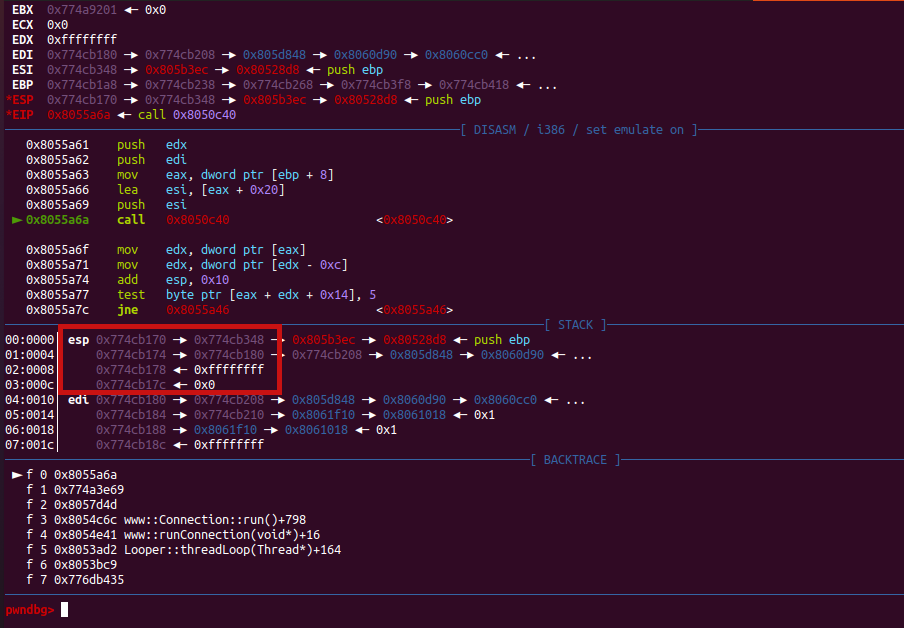 EBX 0x774a9201 ◂— 0x0
ECX 0x0
EDX 0xffffffff
EDI 0x774cb180 —▸ 0x774cb208 —▸ 0x805d848 —▸ 0x8060d90 —▸ 0x8060cc0 ◂— ...
ESI 0x774cb348 —▸ 0x805b3ec —▸ 0x80528d8 ◂— push ebp
EBP 0x774cb1a8 —▸ 0x774cb238 —▸ 0x774cb268 —▸ 0x774cb3f8 —▸ 0x774cb418 ◂— ...
*ESP 0x774cb170 —▸ 0x774cb348 —▸ 0x805b3ec —▸ 0x80528d8 ◂— push ebp
*EIP 0x8055a6a ◂— call 0x8050c40
[ DISASM / i386 / set emulate on ]
0x8055a61 push edx
0x8055a62 push edi
0x8055a63 mov eax, dword ptr [ebp + 8]
0x8055a66 lea esi, [eax + 0x20]
0x8055a69 push esi
► 0x8055a6a call 0x8050c40 <0x8050c40>
0x8055a6f mov edx, dword ptr [eax]
0x8055a71 mov edx, dword ptr [edx - 0xc]
0x8055a74 add esp, 0x10
0x8055a77 test byte ptr [eax + edx + 0x14], 5
0x8055a7c jne 0x8055a46 <0x8055a46>
[ STACK ]
00:0000│ esp 0x774cb170 —▸ 0x774cb348 —▸ 0x805b3ec —▸ 0x80528d8 ◂— push ebp
01:0004│ 0x774cb174 —▸ 0x774cb180 —▸ 0x774cb208 —▸ 0x805d848 —▸ 0x8060d90 ◂— ...
02:0008│ 0x774cb178 ◂— 0xffffffff
03:000c│ 0x774cb17c ◂— 0x0
04:0010│ edi 0x774cb180 —▸ 0x774cb208 —▸ 0x805d848 —▸ 0x8060d90 —▸ 0x8060cc0 ◂— ...
05:0014│ 0x774cb184 —▸ 0x774cb210 —▸ 0x8061f10 —▸ 0x8061018 ◂— 0x1
06:0018│ 0x774cb188 —▸ 0x8061f10 —▸ 0x8061018 ◂— 0x1
07:001c│ 0x774cb18c ◂— 0xffffffff
[ BACKTRACE ]
► f 0 0x8055a6a
f 1 0x774a3e69
f 2 0x8057d4d
f 3 0x8054c6c www::Connection::run()+798
f 4 0x8054e41 www::runConnection(void*)+16
f 5 0x8053ad2 Looper::threadLoop(Thread*)+164
f 6 0x8053bc9
f 7 0x776db435
pwndbg>